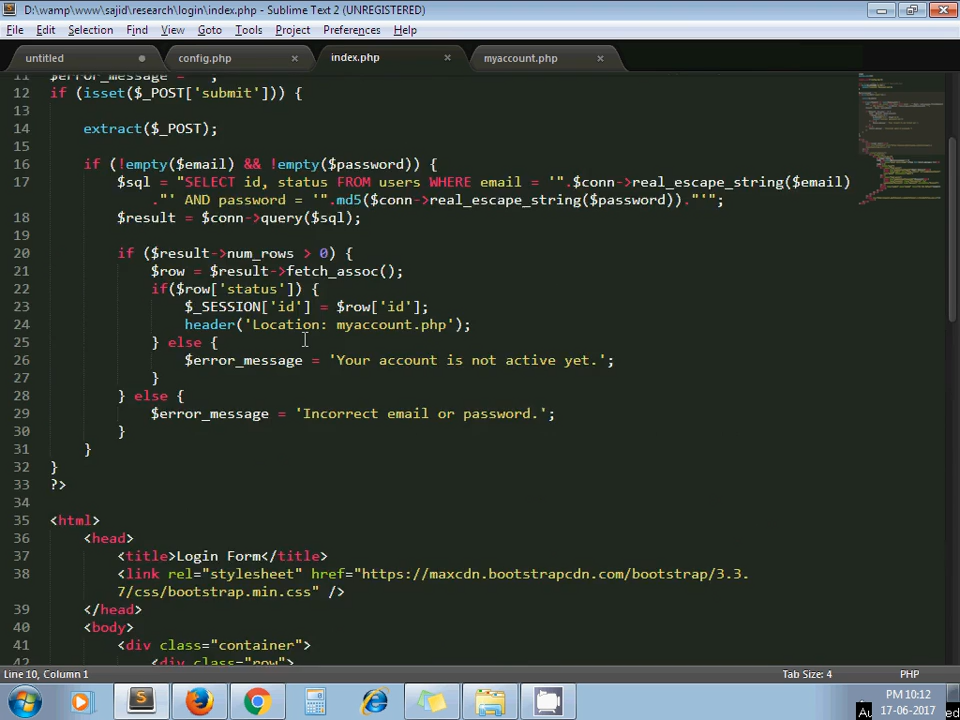 D:\wamp\www\sajid\research\login\index.php - Sublime Text 2 (UNREGISTERED)
File Edit Selection Find View Goto Tools Project Preferences Help
untitled config.php index.php myaccount.php
11 $error_message = '';
12 if (isset($_POST['submit'])) {
13
14 extract($_POST);
15
16 if (!empty($email) && !empty($password)) {
17 $sql = "SELECT id, status FROM users WHERE email = '".$conn->real_escape_string($email)
."' AND password = '".md5($conn->real_escape_string($password))."'";
18 $result = $conn->query($sql);
19
20 if ($result->num_rows > 0) {
21 $row = $result->fetch_assoc();
22 if($row['status']) {
23 $_SESSION['id'] = $row['id'];
24 header('Location: myaccount.php');
25 } else {
26 $error_message = 'Your account is not active yet.';
27 }
28 } else {
29 $error_message = 'Incorrect email or password.';
30 }
31 }
32 }
33 ?>
34
35 <html>
36 <head>
37 <title>Login Form</title>
38 <link rel="stylesheet" href="https://maxcdn.bootstrapcdn.com/bootstrap/3.3.
7/css/bootstrap.min.css" />
39 </head>
40 <body>
41 <div class="container">
42 <div class="row">
Line 10, Column 1 Tab Size: 4 PHP
PM 10:12
17-06-2017